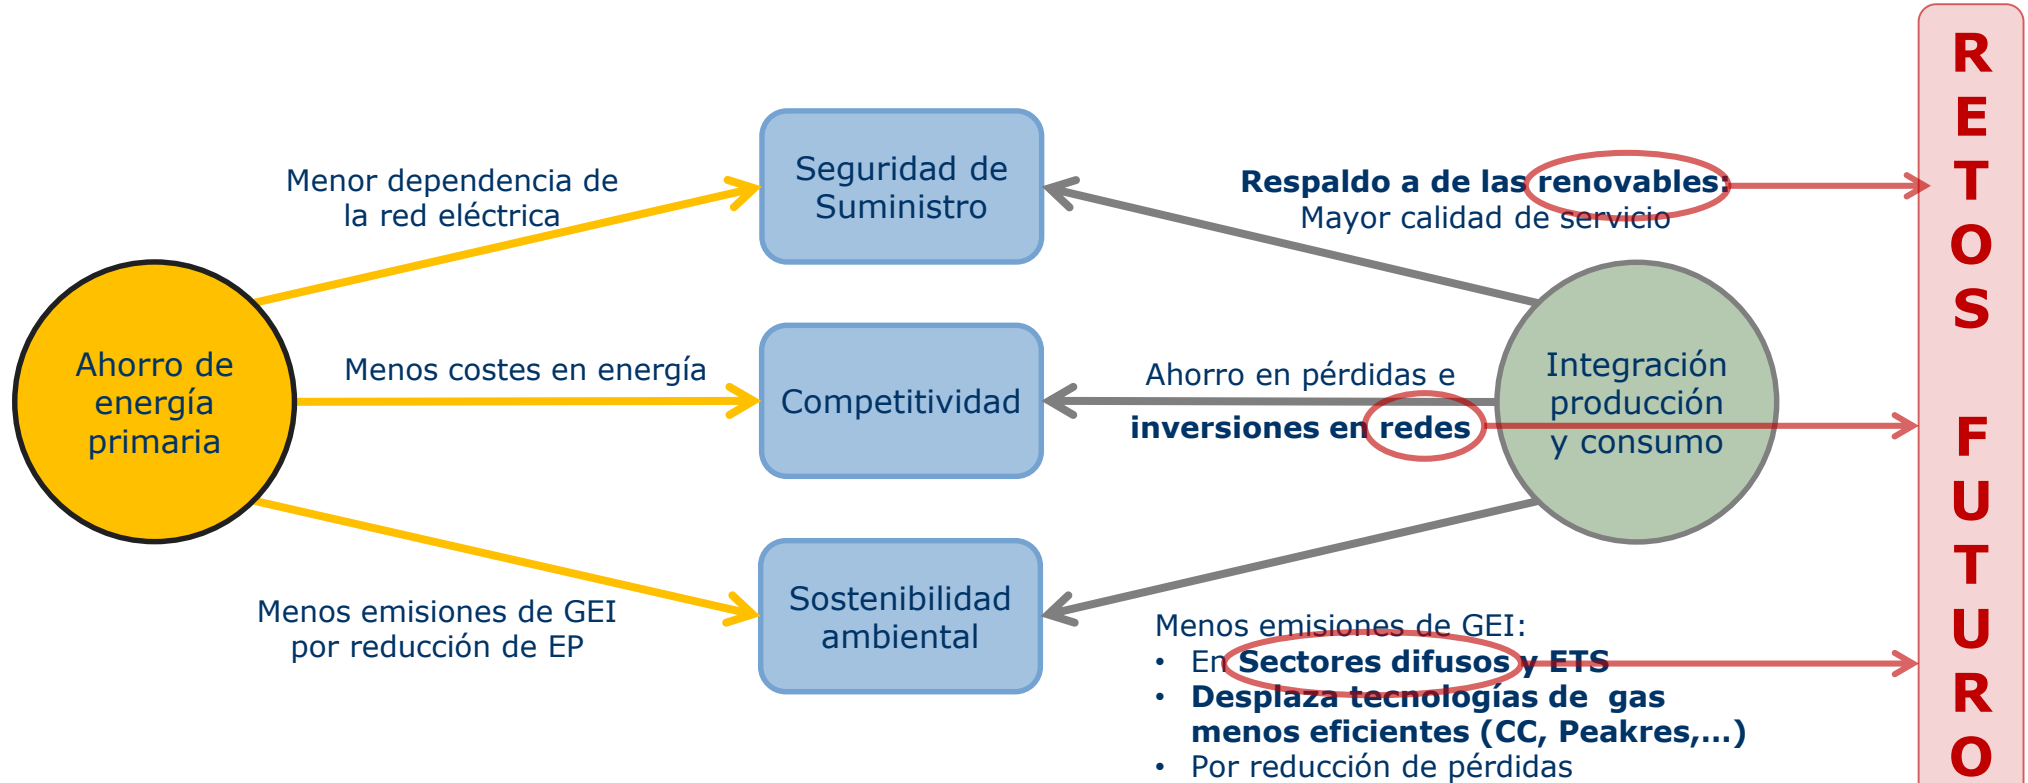 Menor dependencia de
la red eléctrica
Seguridad de
Suministro
Respaldo a de las renovables:
Mayor calidad de servicio
Ahorro de
energía
primaria
Menos costes en energía
Competitividad
Ahorro en pérdidas e
inversiones en redes
Integración
producción
y consumo
Menos emisiones de GEI
por reducción de EP
Sostenibilidad
ambiental
Menos emisiones de GEI:
• En Sectores difusos y ETS
• Desplaza tecnologías de gas
menos eficientes (CC, Peakres,...)
• Por reducción de pérdidas
RETOS
FUTURO